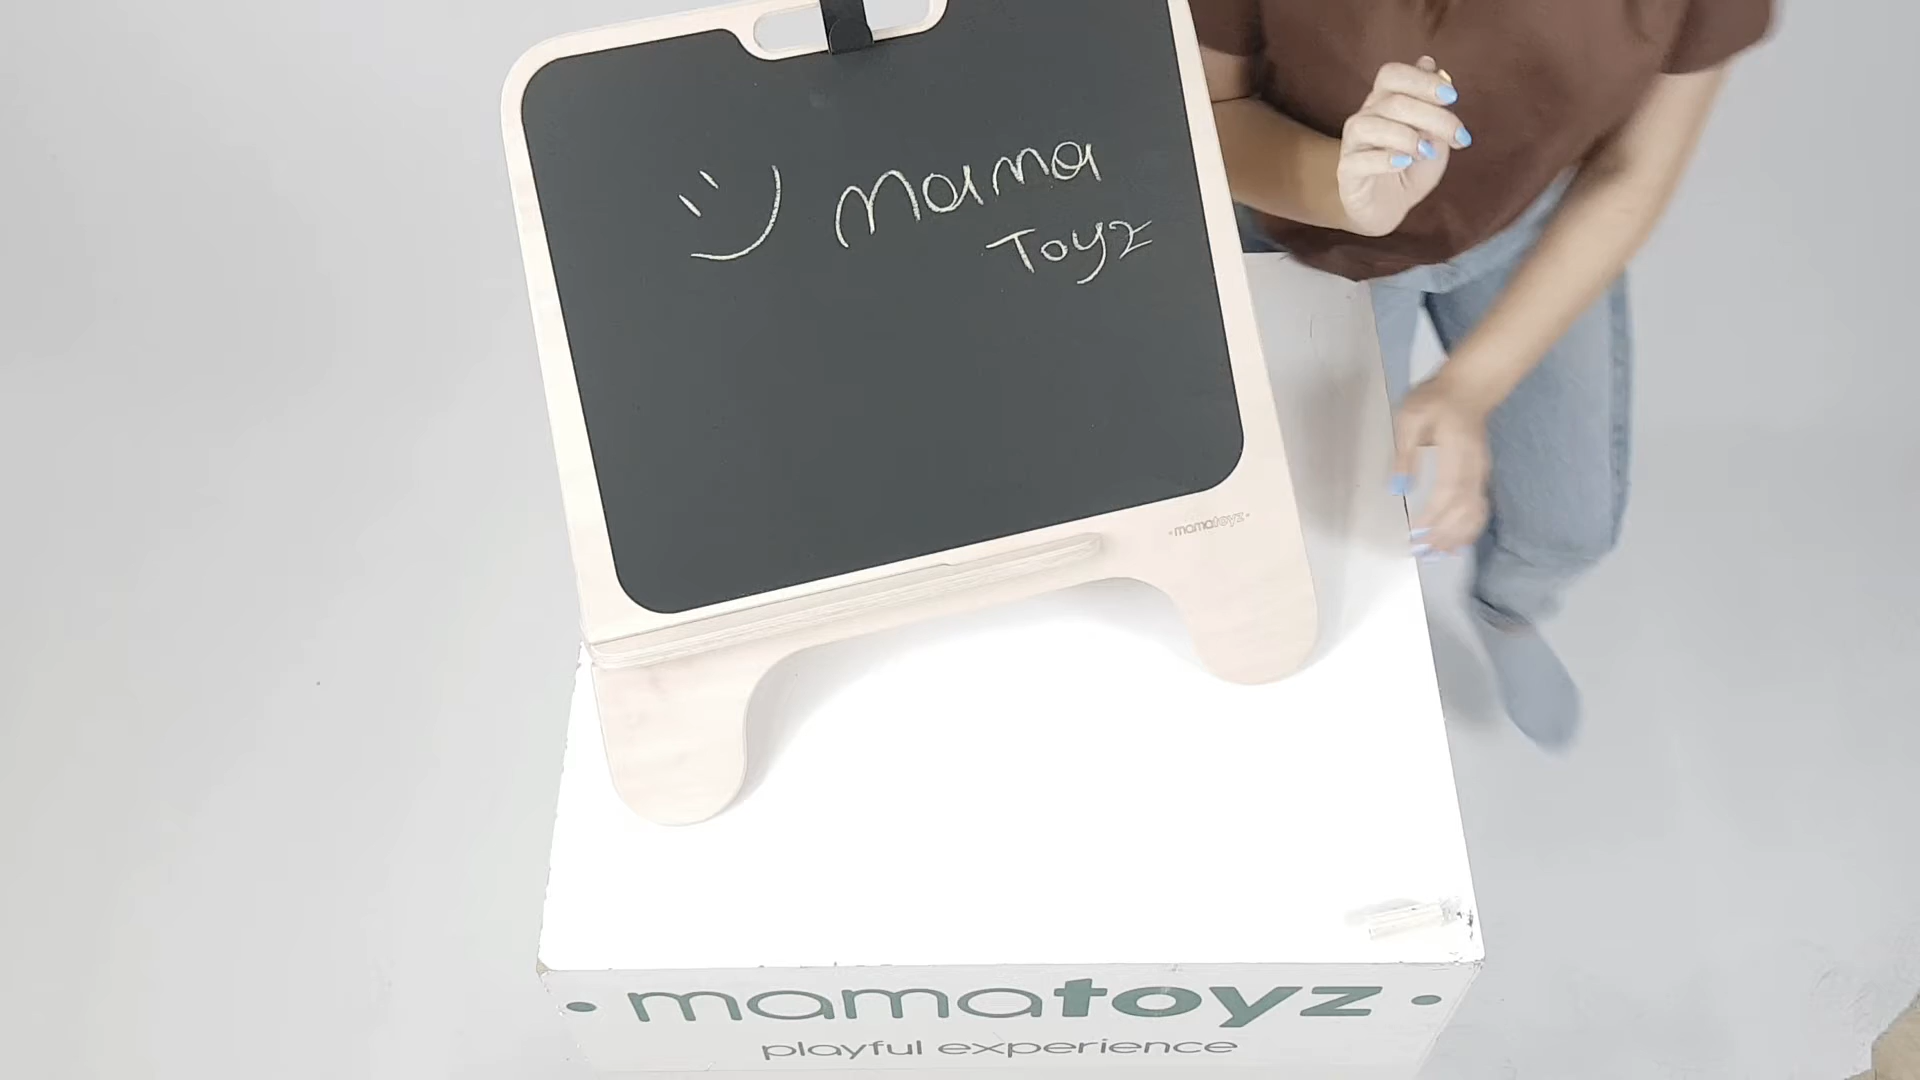 mama
Toyz
• mamatoyz •
• mamatoyz •
playful experience